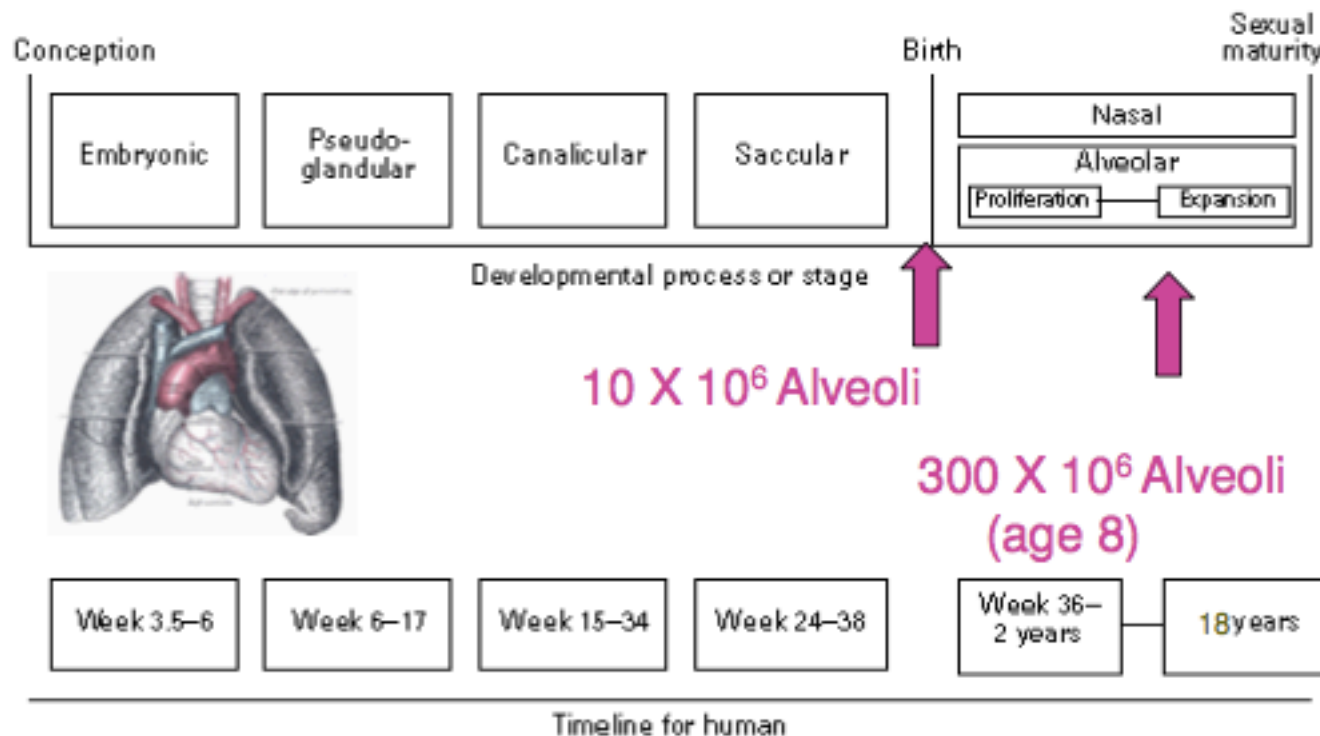 Conception
Birth
Sexual
maturity
Embryonic
Pseudo-
glandular
Canalicular
Saccular
Nasal
Alveolar
Proliferation
Expansion
Developmental process or stage
10 X 10⁶ Alveoli
300 X 10⁶ Alveoli
(age 8)
Week 3.5–6
Week 6–17
Week 15–34
Week 24–38
Week 36–
2 years
18 years
Timeline for human